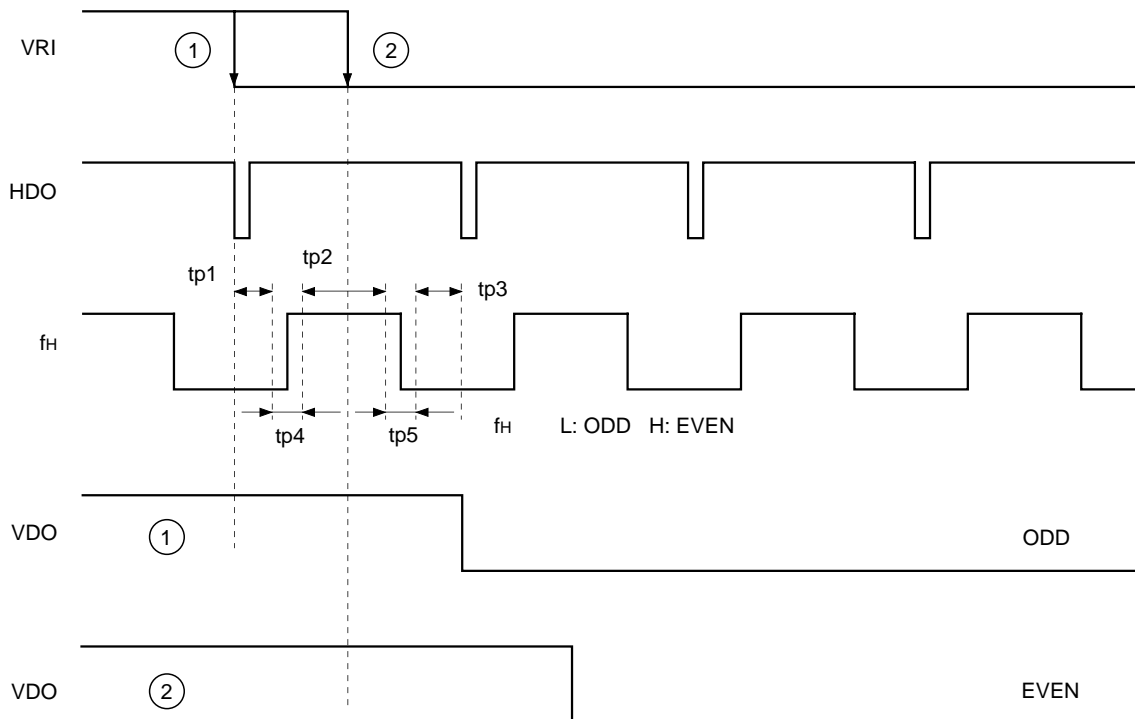 VRI
1
2
HDO
tp1
tp2
tp3
fH
tp4
tp5
fH L: ODD H: EVEN
VDO
1
ODD
VDO
2
EVEN